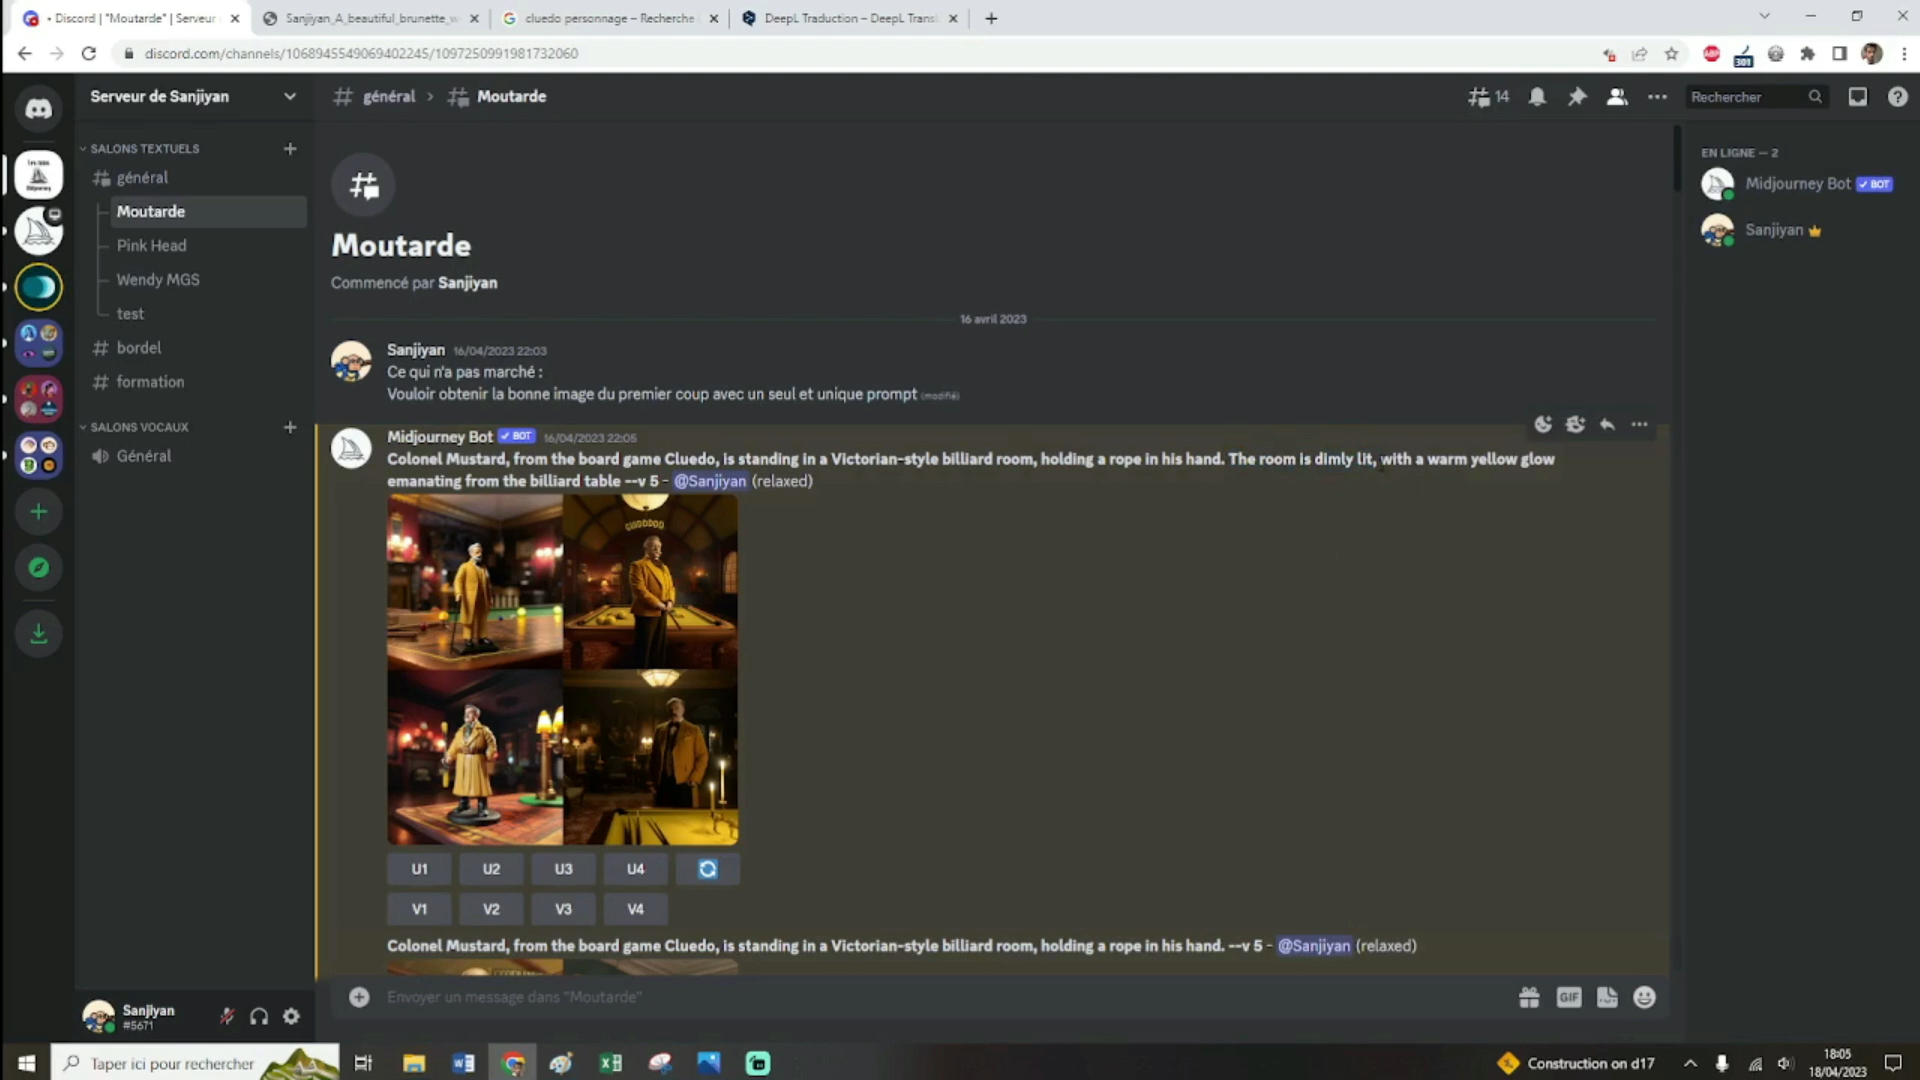 • Discord | "Moutarde" | Serveur
Sanjiyan_A_beautiful_brunette_w
cluedo personnage – Recherche
DeepL Traduction – DeepL Transl
discord.com/channels/1068945549069402245/1097250991981732060
301
Serveur de Sanjiyan
général > Moutarde
14
Rechercher
SALONS TEXTUELS
général
Moutarde
Pink Head
Wendy MGS
test
bordel
formation
SALONS VOCAUX
Général
Moutarde
Commencé par Sanjiyan
16 avril 2023
Sanjiyan 16/04/2023 22:03
Ce qui n'a pas marché :
Vouloir obtenir la bonne image du premier coup avec un seul et unique prompt (modifié)
Midjourney Bot BOT 16/04/2023 22:05
Colonel Mustard, from the board game Cluedo, is standing in a Victorian-style billiard room, holding a rope in his hand. The room is dimly lit, with a warm yellow glow
emanating from the billiard table --v 5 - @Sanjiyan (relaxed)
U1 U2 U3 U4
V1 V2 V3 V4
Colonel Mustard, from the board game Cluedo, is standing in a Victorian-style billiard room, holding a rope in his hand. --v 5 - @Sanjiyan (relaxed)
Envoyer un message dans "Moutarde"
GIF
EN LIGNE — 2
Midjourney Bot BOT
Sanjiyan
Sanjiyan
#5671
Taper ici pour rechercher
Construction on d17
18:05
18/04/2023